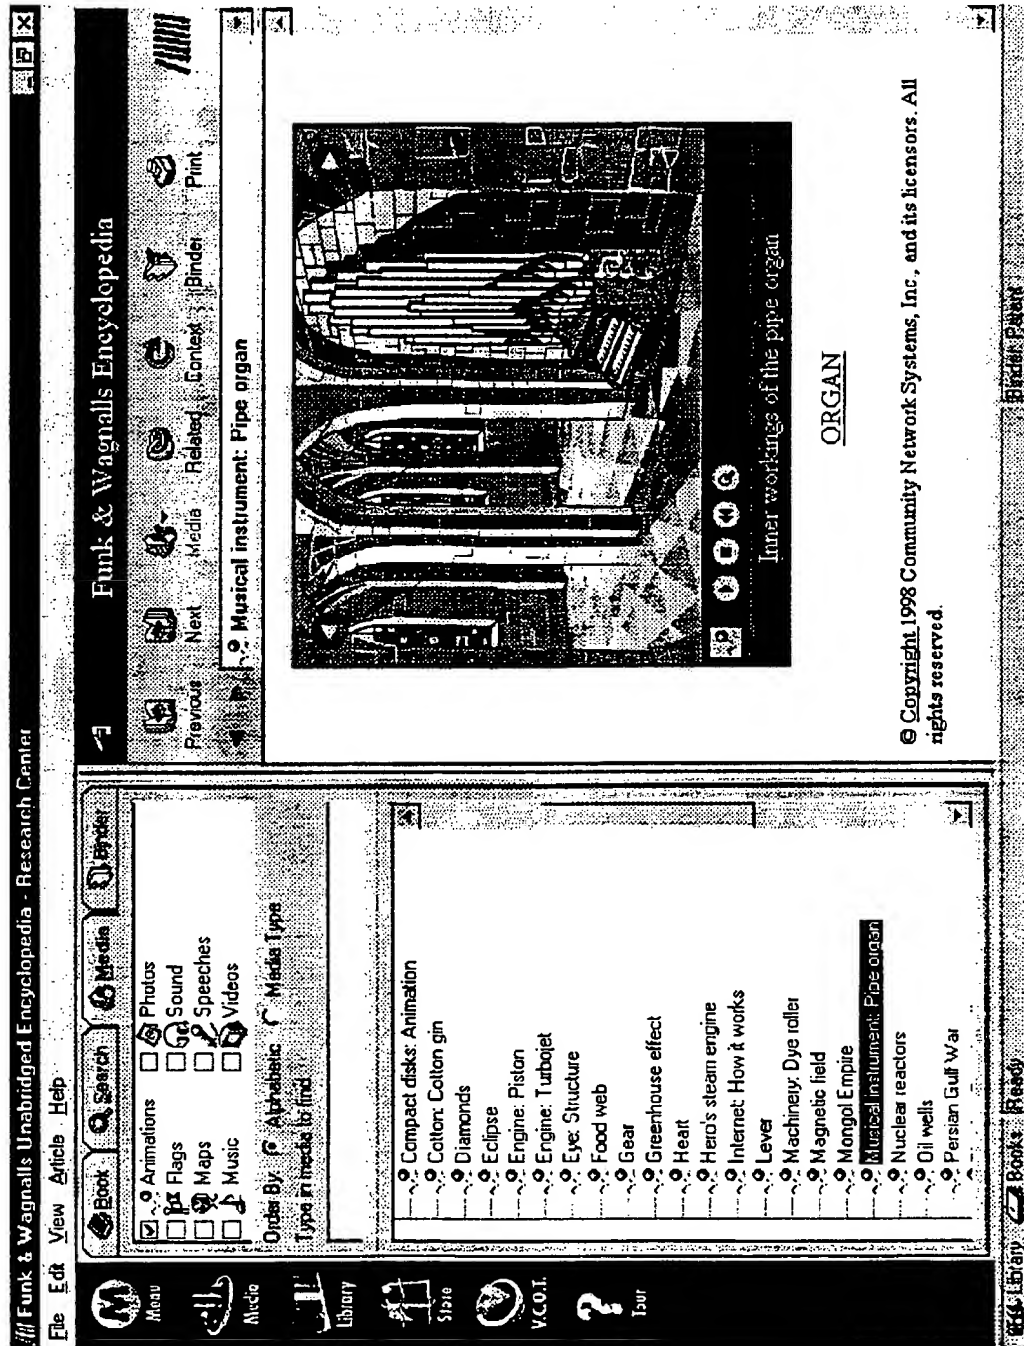 Funk & Wagnalls Unabridged Encyclopedia - Research Center
File Edit View Article Help
Menu
Media
Library
Store
V.C.O.T.
Tour
Book Search Media Binder
Animations Photos
Flags Sound
Maps Speeches
Music Videos
Order By: Alphabetic Media Type
Type in media to find:
Compact disks: Animation
Cotton: Cotton gin
Diamonds
Eclipse
Engine: Piston
Engine: Turbojet
Eye: Structure
Food web
Gear
Greenhouse effect
Heart
Hero's steam engine
Internet: How it works
Lever
Machinery: Dye roller
Magnetic field
Mongol Empire
Musical instrument: Pipe organ
Nuclear reactors
Oil wells
Persian Gulf War
Funk & Wagnalls Encyclopedia
Previous Next Media Related Context Binder Print
Musical instrument: Pipe organ
Inner workings of the pipe organ
ORGAN
© Copyright 1998 Community Network Systems, Inc., and its licensors. All
rights reserved.
Library Books Ready Binder: Patent